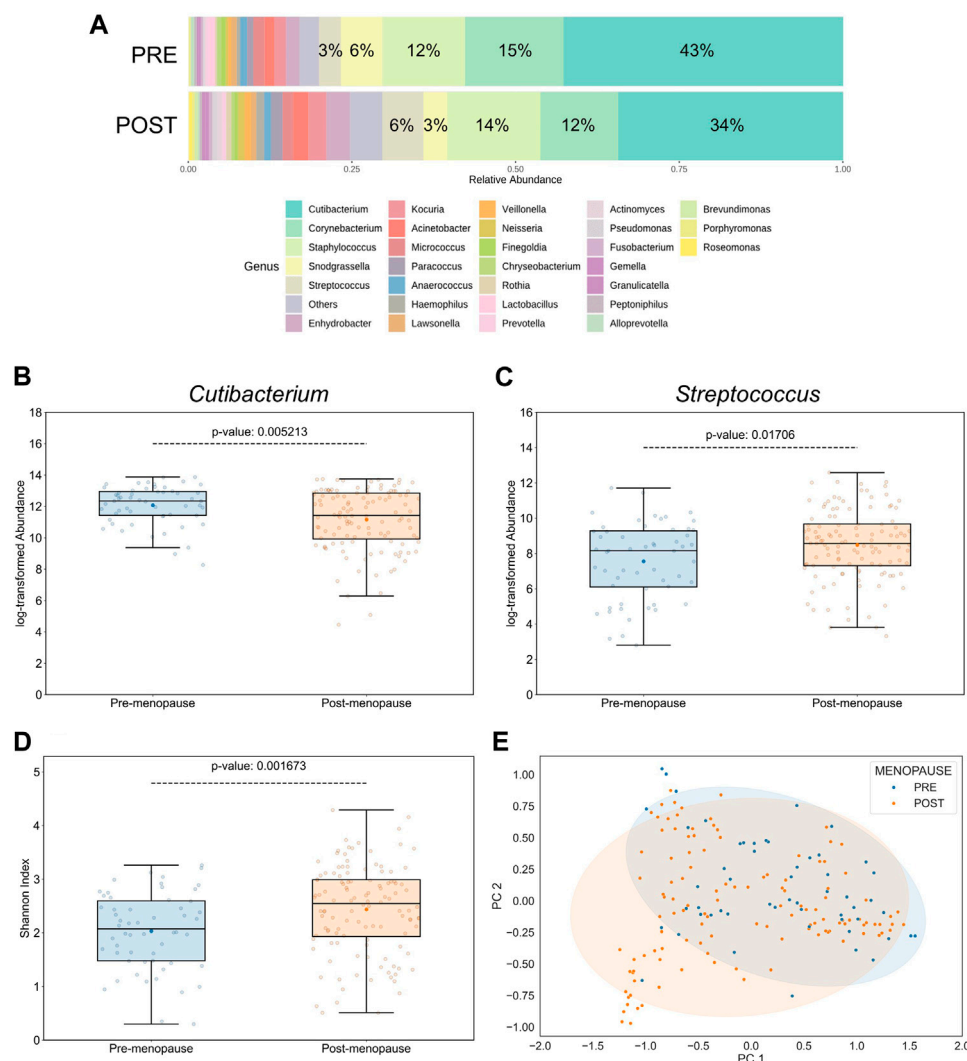 A
PRE
3%
6%
12%
15%
43%
POST
6%
3%
14%
12%
34%
0.00
0.25
0.50
0.75
1.00
Relative Abundance
Genus
Cutibacterium
Corynebacterium
Staphylococcus
Snodgrassella
Streptococcus
Others
Enhydrobacter
Kocuria
Acinetobacter
Micrococcus
Paracoccus
Anaerococcus
Haemophilus
Lawsonella
Veillonella
Neisseria
Finegoldia
Chryseobacterium
Rothia
Lactobacillus
Prevotella
Actinomyces
Pseudomonas
Fusobacterium
Gemella
Granulicatella
Peptoniphilus
Alloprevotella
Brevundimonas
Porphyromonas
Roseomonas
B
Cutibacterium
p-value: 0.005213
log-transformed Abundance
18
16
14
12
10
8
6
4
2
0
Pre-menopause
Post-menopause
C
Streptococcus
p-value: 0.01706
log-transformed Abundance
16
14
12
10
8
6
4
2
0
Pre-menopause
Post-menopause
D
p-value: 0.001673
Shannon Index
5
4
3
2
1
0
Pre-menopause
Post-menopause
E
MENOPAUSE
PRE
POST
PC 2
1.00
0.75
0.50
0.25
0.00
−0.25
−0.50
−0.75
−1.00
−2.0
−1.5
−1.0
−0.5
0.0
0.5
1.0
1.5
2.0
PC 1